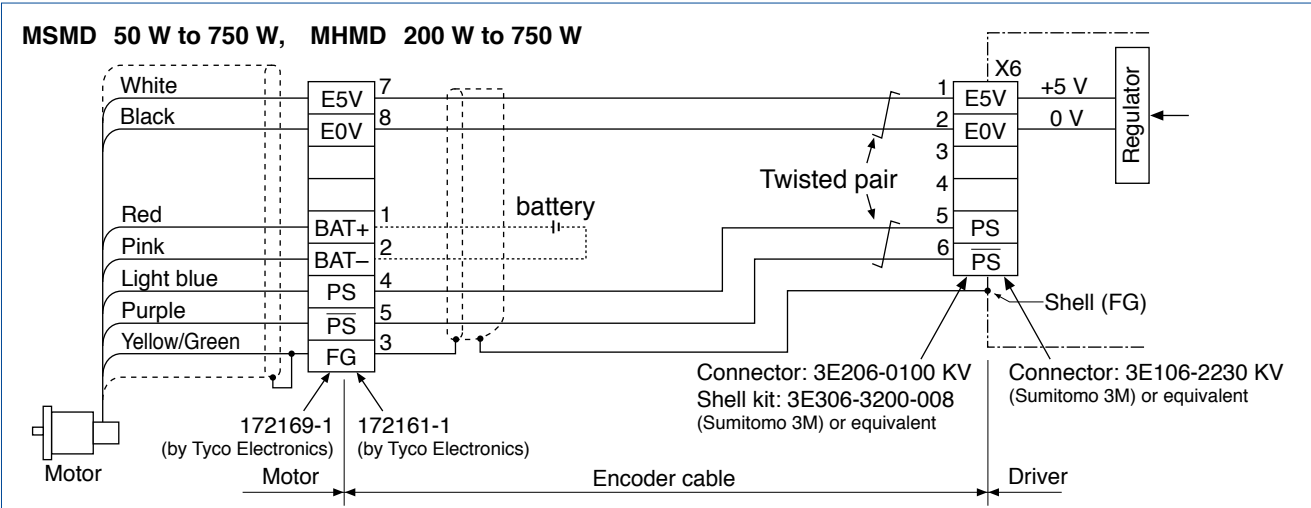 MSMD 50 W to 750 W, MHMD 200 W to 750 W
X6
White E5V 7 1 E5V +5 V
Black E0V 8 2 E0V 0 V
Regulator
3
4
Twisted pair
battery
Red BAT+ 1 5 PS
Pink BAT– 2 6 P̅S̅
Light blue PS 4
Purple P̅S̅ 5
Yellow/Green FG 3
Shell (FG)
Connector: 3E206-0100 KV
Shell kit: 3E306-3200-008
(Sumitomo 3M) or equivalent
Connector: 3E106-2230 KV
(Sumitomo 3M) or equivalent
172169-1
(by Tyco Electronics)
172161-1
(by Tyco Electronics)
Motor
Motor Encoder cable Driver